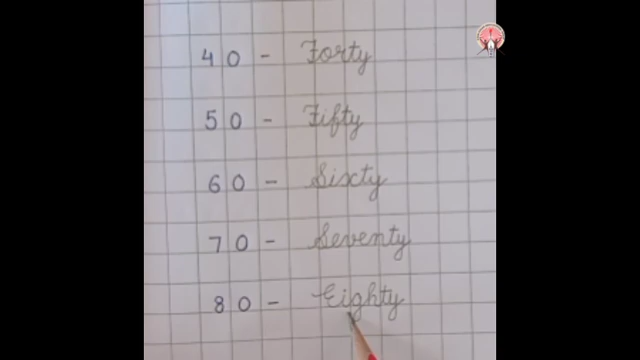 40 - Forty
50 - Fifty
60 - Sixty
70 - Seventy
80 - Eighty